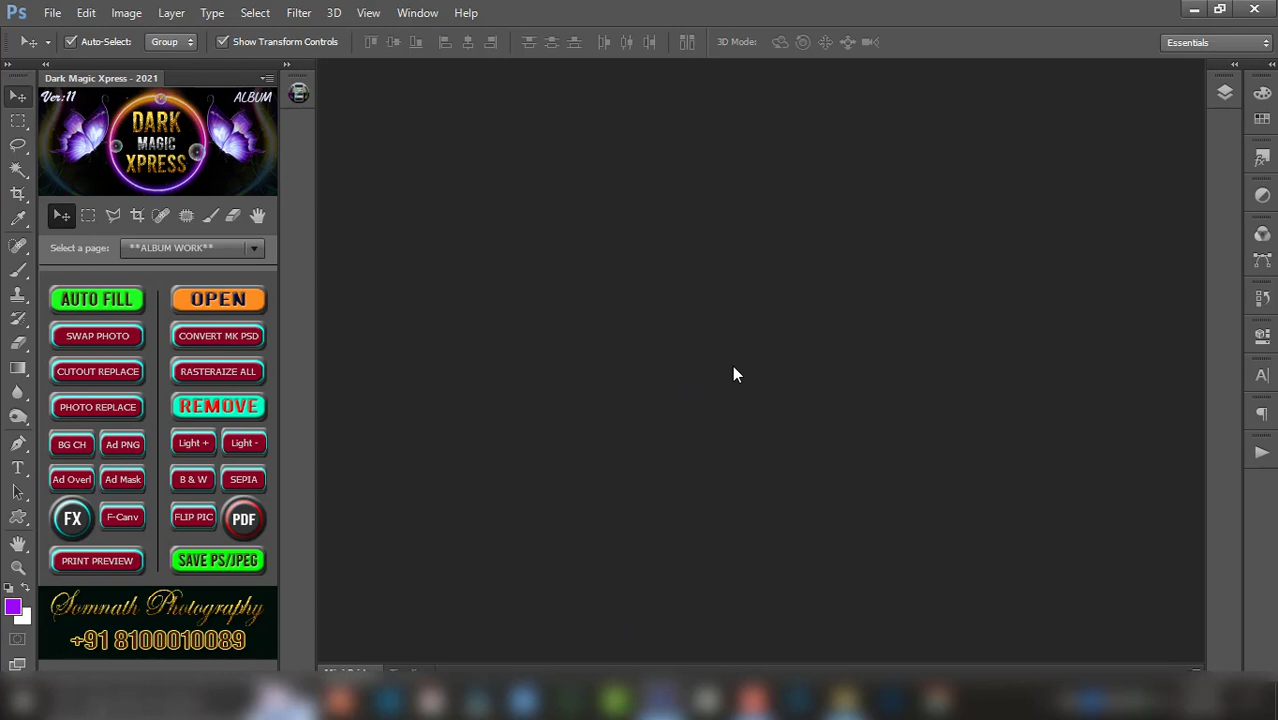 Ps File Edit Image Layer Type Select Filter 3D View Window Help
Auto-Select: Group Show Transform Controls 3D Mode: Essentials
Dark Magic Xpress - 2021
Ver:11 ALBUM
DARK
MAGIC
XPRESS
Select a page: **ALBUM WORK**
AUTO FILL OPEN
SWAP PHOTO CONVERT MK PSD
CUTOUT REPLACE RASTERAIZE ALL
PHOTO REPLACE REMOVE
BG CH Ad PNG Light + Light -
Ad Overl Ad Mask B & W SEPIA
FX F-Canv FLIP PIC PDF
PRINT PREVIEW SAVE PS/JPEG
Somnath Photography
+91 8100010089